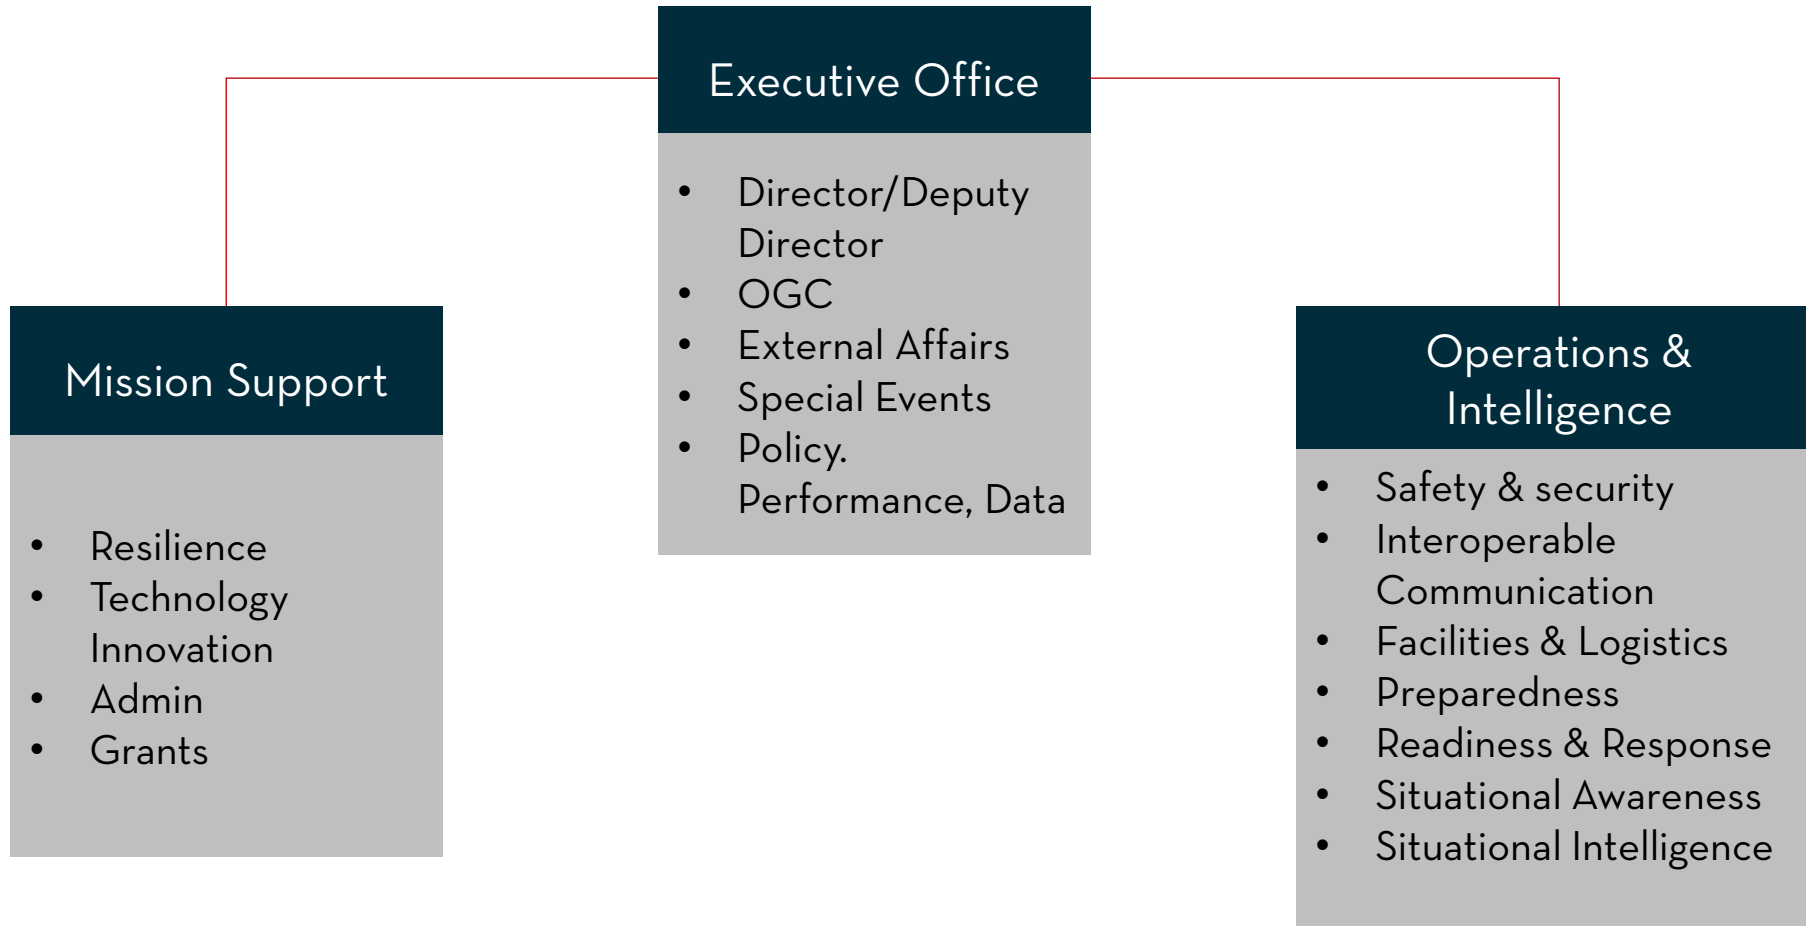 Executive Office
• Director/Deputy
Director
• OGC
• External Affairs
• Special Events
• Policy.
Performance, Data
Mission Support
• Resilience
• Technology
Innovation
• Admin
• Grants
Operations &
Intelligence
• Safety & security
• Interoperable
Communication
• Facilities & Logistics
• Preparedness
• Readiness & Response
• Situational Awareness
• Situational Intelligence